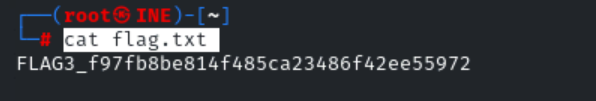 ┌──(root㉿INE)-[~]
└─# cat flag.txt
FLAG3_f97fb8be814f485ca23486f42ee55972